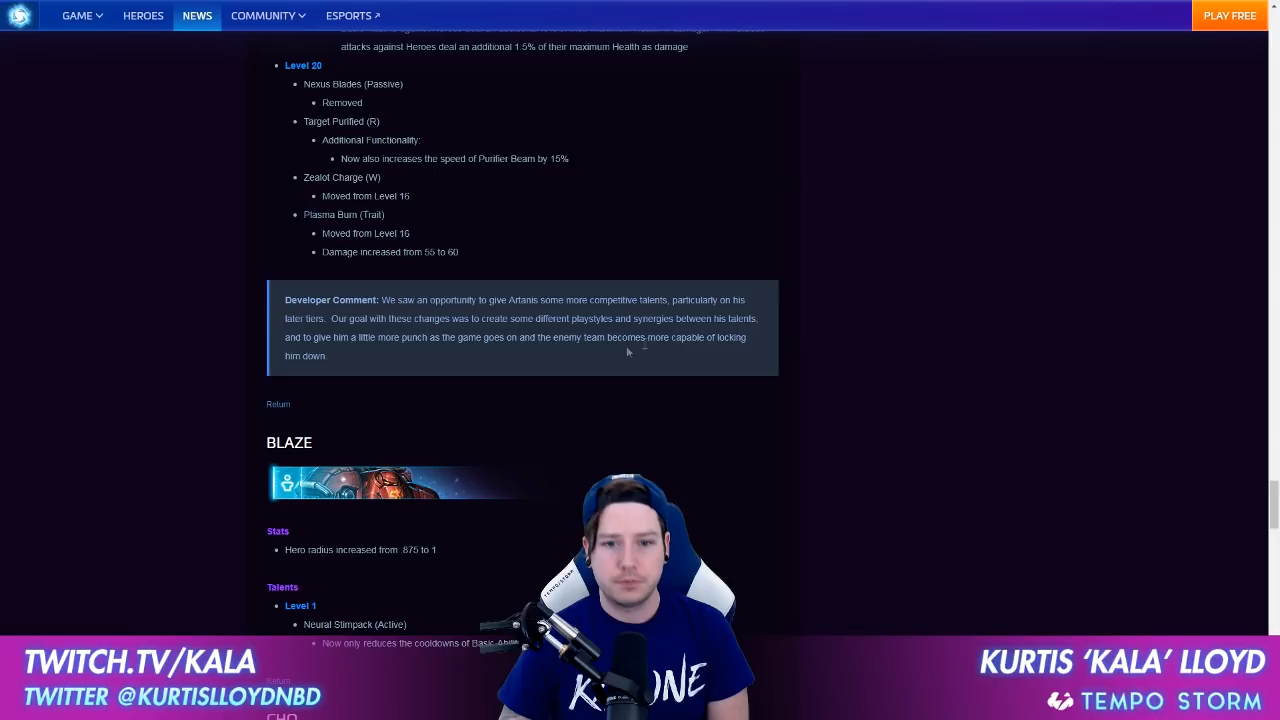 GAME HEROES NEWS COMMUNITY ESPORTS PLAY FREE
attacks against Heroes deal an additional 1.5% of their maximum Health as damage
Level 20
Nexus Blades (Passive)
Removed
Target Purified (R)
Additional Functionality:
Now also increases the speed of Purifier Beam by 15%
Zealot Charge (W)
Moved from Level 16
Plasma Burn (Trait)
Moved from Level 16
Damage increased from 55 to 60
Developer Comment: We saw an opportunity to give Artanis some more competitive talents, particularly on his
later tiers. Our goal with these changes was to create some different playstyles and synergies between his talents,
and to give him a little more punch as the game goes on and the enemy team becomes more capable of locking
him down.
Return
BLAZE
Stats
Hero radius increased from .875 to 1
Talents
Level 1
Neural Stimpack (Active)
Now only reduces the cooldowns of Basic
TEMPO/STORM
TWITCH.TV/KALA
KURTIS 'KALA' LLOYD
Return
TWITTER @KURTISLLOYDNBD
TEMPO STORM
CHO